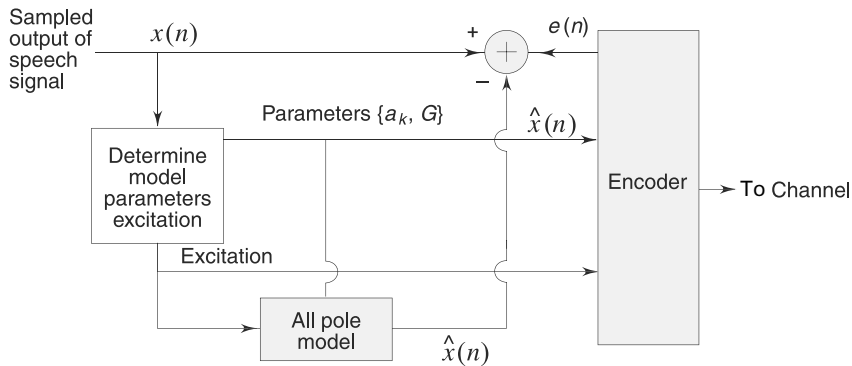 Sampled
output of
speech
signal
x(n)
+
+
−
e(n)
Parameters {a_k, G}
x̂(n)
Determine
model
parameters
excitation
Encoder
To Channel
Excitation
All pole
model
x̂(n)